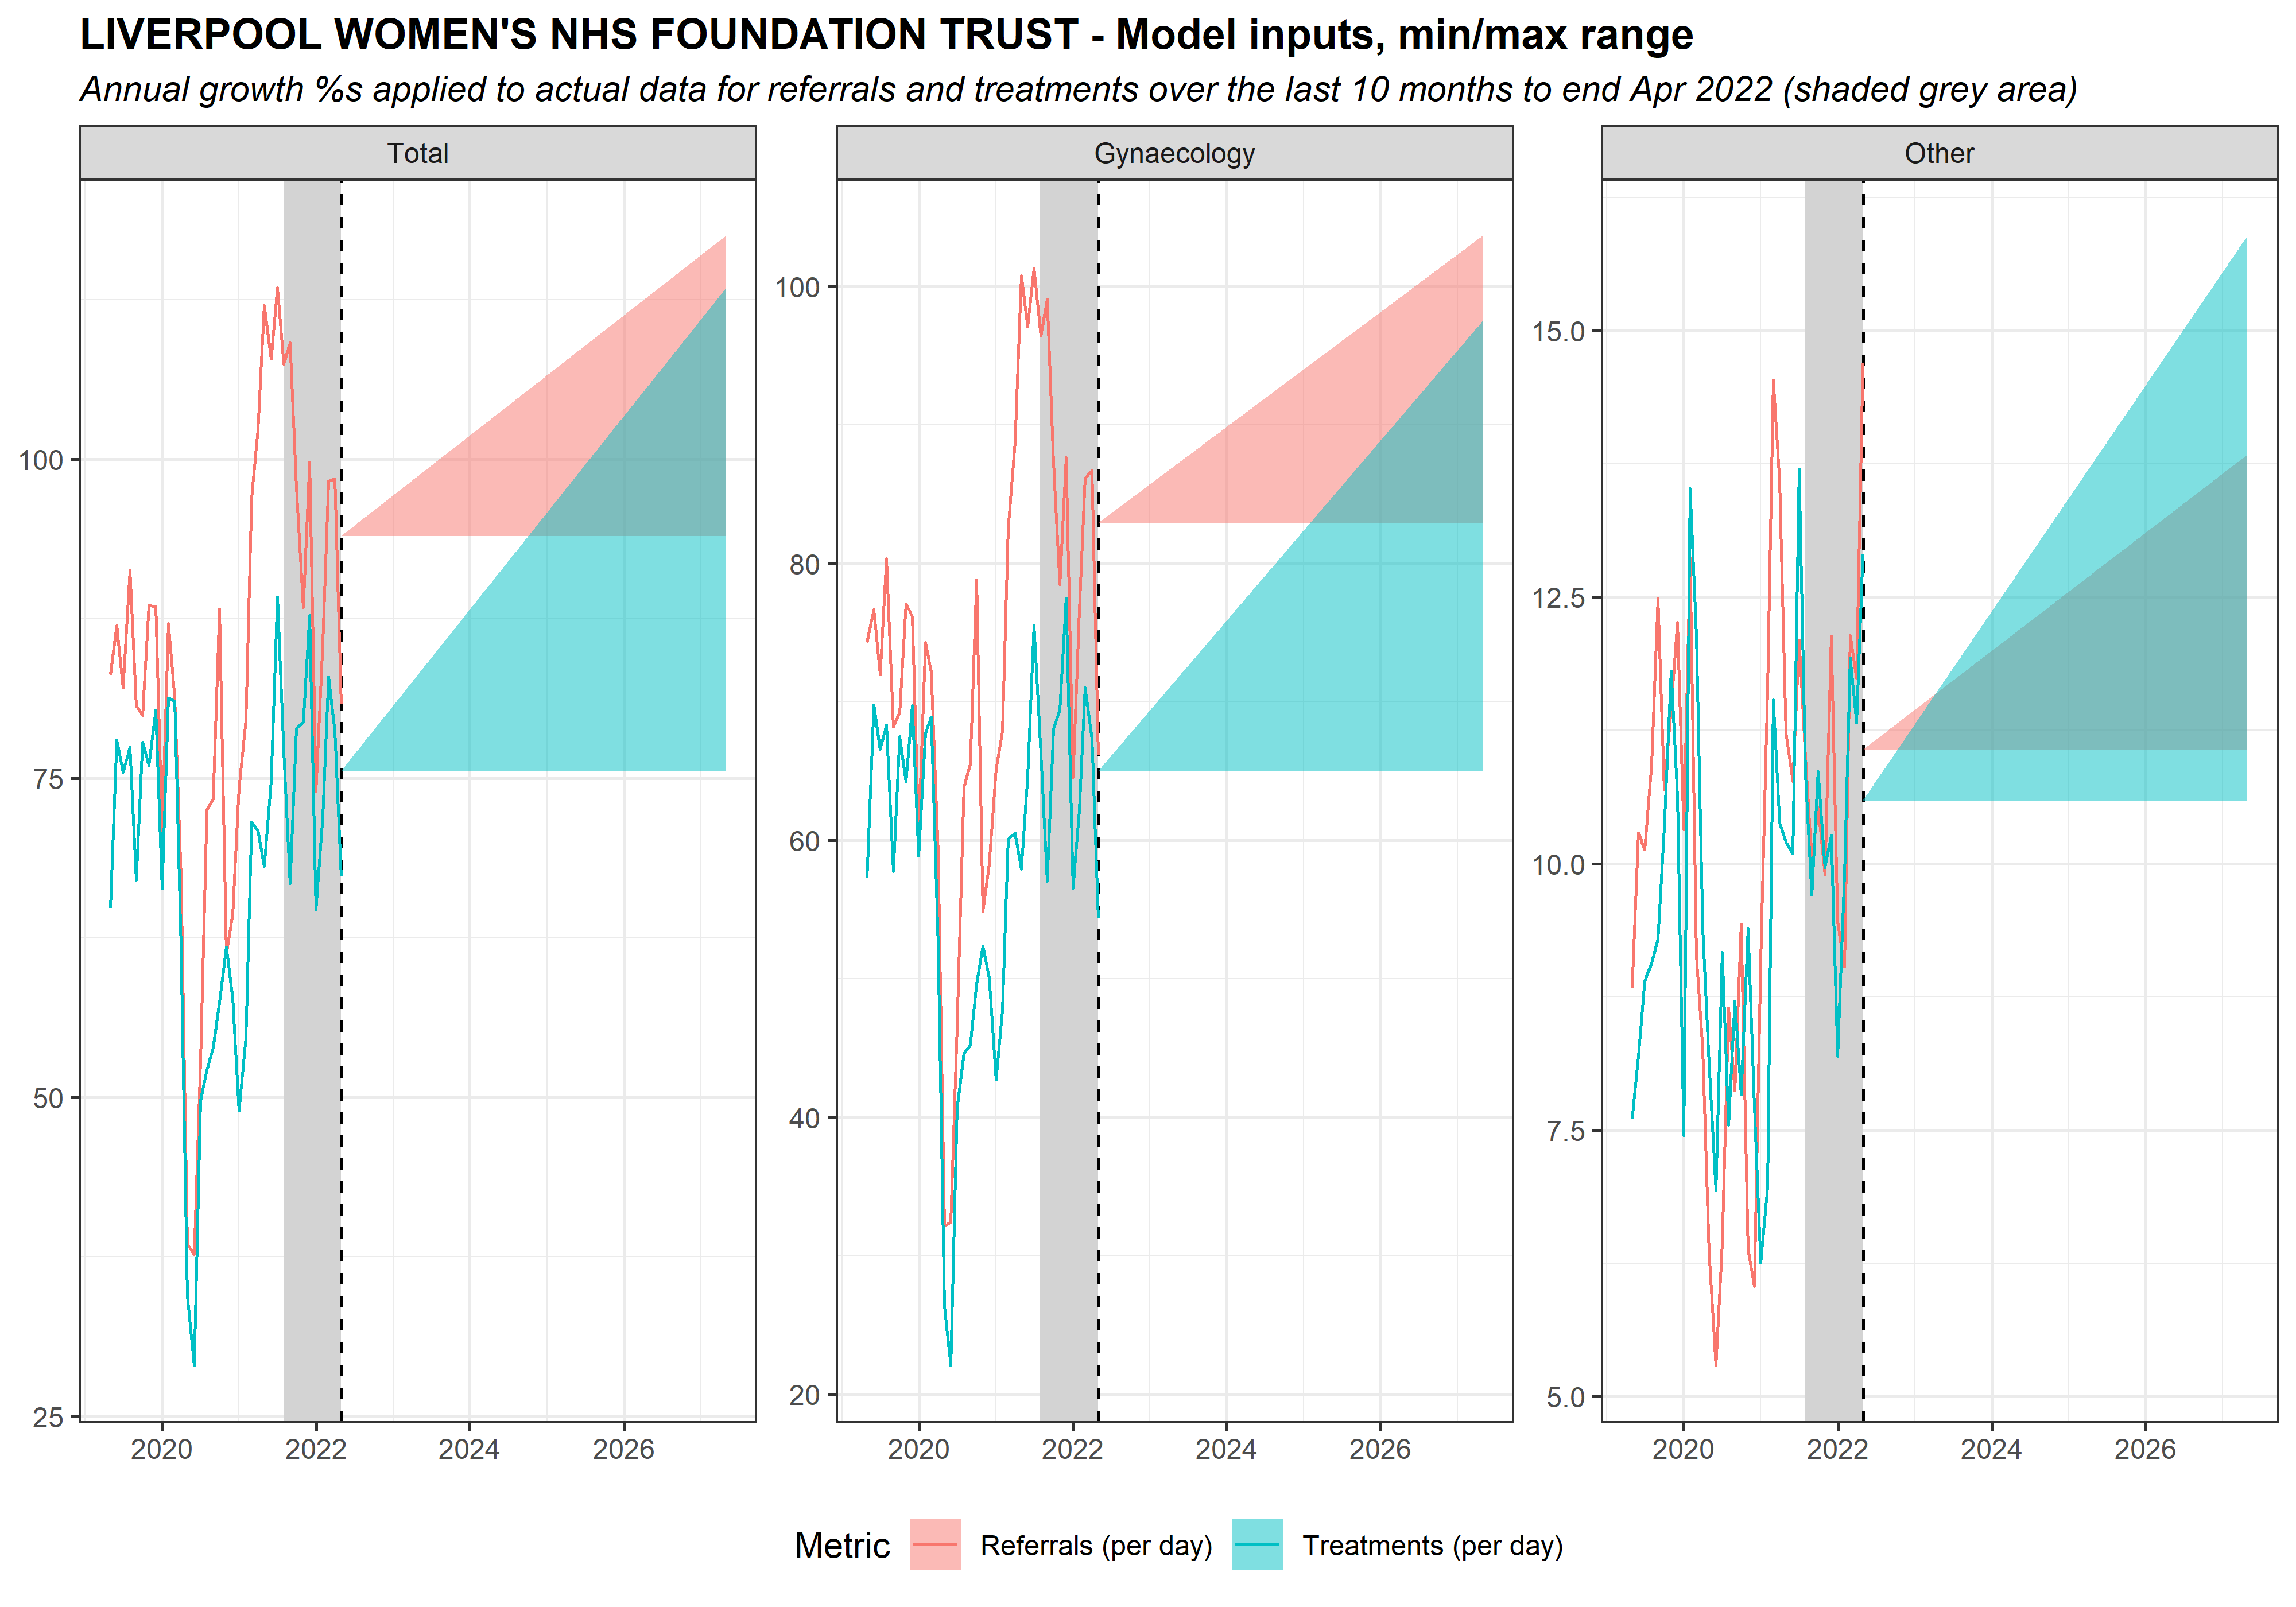 LIVERPOOL WOMEN'S NHS FOUNDATION TRUST - Model inputs, min/max range
Annual growth %s applied to actual data for referrals and treatments over the last 10 months to end Apr 2022 (shaded grey area)
Total
Gynaecology
Other
100
75
50
25
100
80
60
40
20
15.0
12.5
10.0
7.5
5.0
2020 2022 2024 2026
2020 2022 2024 2026
2020 2022 2024 2026
Metric Referrals (per day) Treatments (per day)